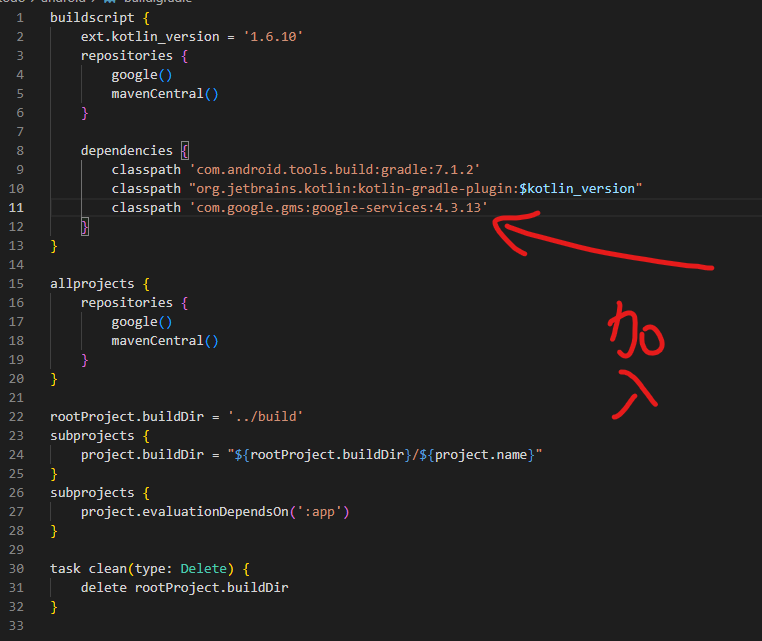 1 buildscript {
2 ext.kotlin_version = '1.6.10'
3 repositories {
4 google()
5 mavenCentral()
6 }
7
8 dependencies {
9 classpath 'com.android.tools.build:gradle:7.1.2'
10 classpath "org.jetbrains.kotlin:kotlin-gradle-plugin:$kotlin_version"
11 classpath 'com.google.gms:google-services:4.3.13'
12 }
13 }
14
15 allprojects {
16 repositories {
17 google()
18 mavenCentral()
19 }
20 }
21
22 rootProject.buildDir = '../build'
23 subprojects {
24 project.buildDir = "${rootProject.buildDir}/${project.name}"
25 }
26 subprojects {
27 project.evaluationDependsOn(':app')
28 }
29
30 task clean(type: Delete) {
31 delete rootProject.buildDir
32 }
33
加
入